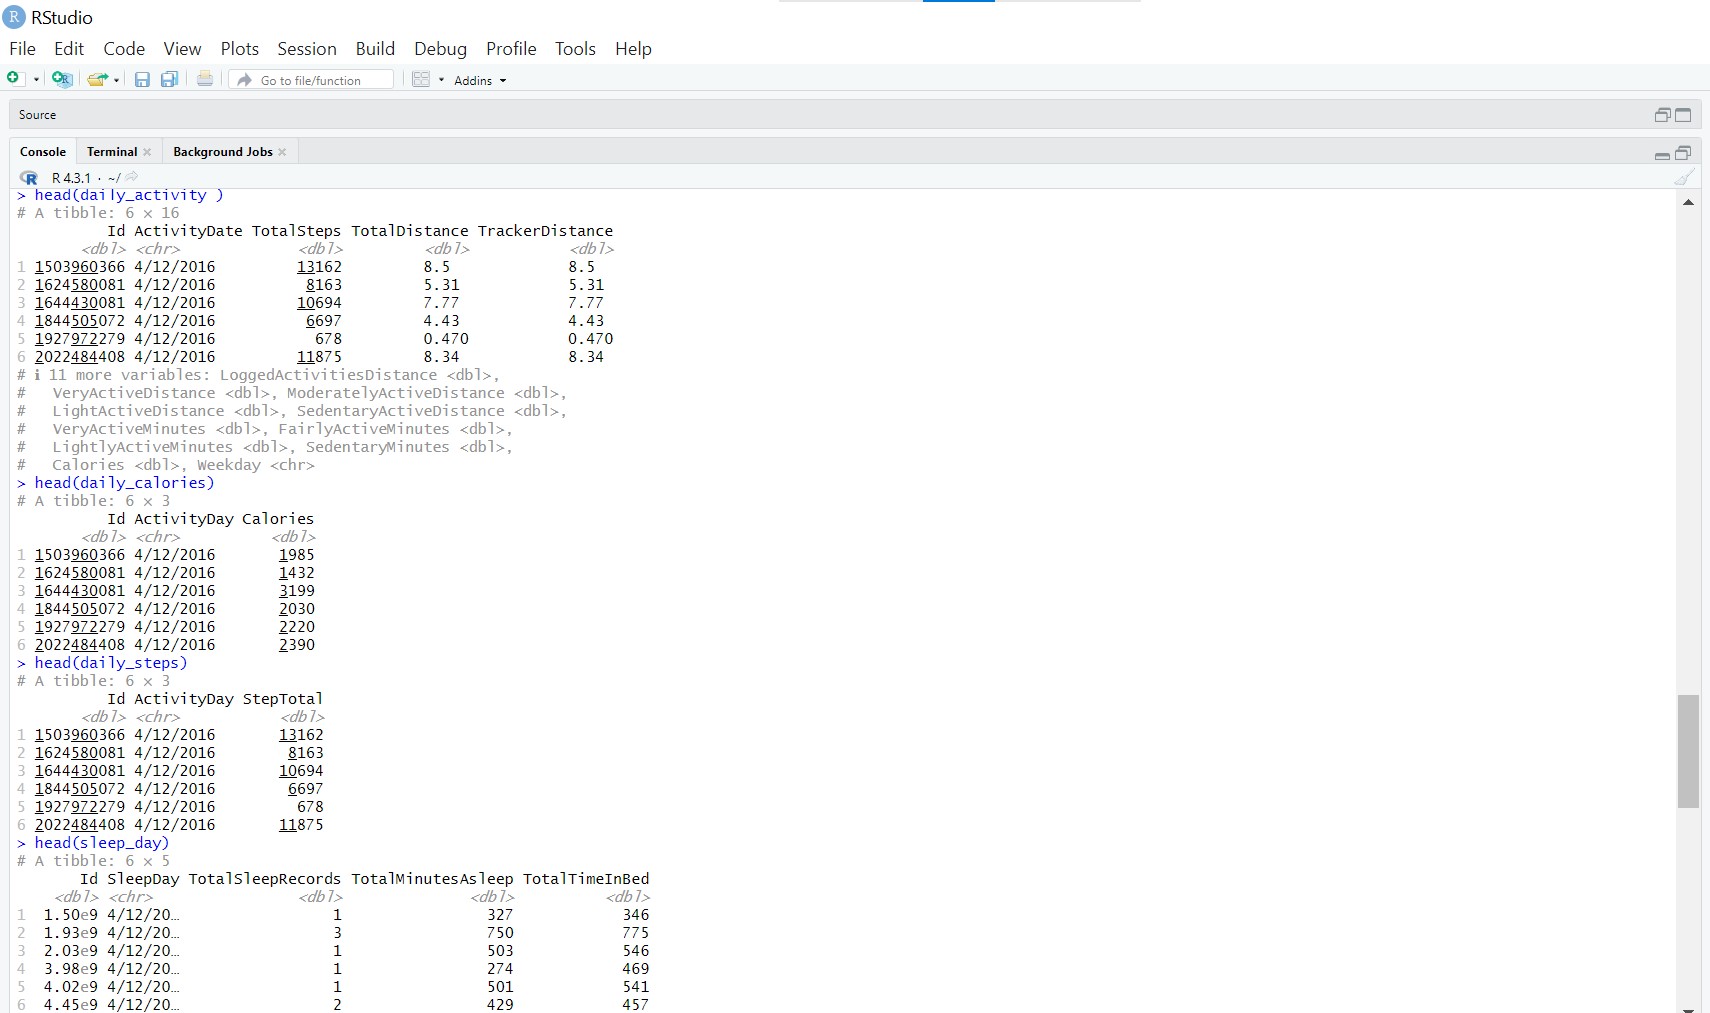 R RStudio
File Edit Code View Plots Session Build Debug Profile Tools Help
Go to file/function Addins
Source
Console Terminal Background Jobs
R R 4.3.1 · ~/
> head(daily_activity )
# A tibble: 6 × 16
Id ActivityDate TotalSteps TotalDistance TrackerDistance
<dbl> <chr> <dbl> <dbl> <dbl>
1 1503960366 4/12/2016 13162 8.5 8.5
2 1624580081 4/12/2016 8163 5.31 5.31
3 1644430081 4/12/2016 10694 7.77 7.77
4 1844505072 4/12/2016 6697 4.43 4.43
5 1927972279 4/12/2016 678 0.470 0.470
6 2022484408 4/12/2016 11875 8.34 8.34
# ℹ 11 more variables: LoggedActivitiesDistance <dbl>,
# VeryActiveDistance <dbl>, ModeratelyActiveDistance <dbl>,
# LightActiveDistance <dbl>, SedentaryActiveDistance <dbl>,
# VeryActiveMinutes <dbl>, FairlyActiveMinutes <dbl>,
# LightlyActiveMinutes <dbl>, SedentaryMinutes <dbl>,
# Calories <dbl>, Weekday <chr>
> head(daily_calories)
# A tibble: 6 × 3
Id ActivityDay Calories
<dbl> <chr> <dbl>
1 1503960366 4/12/2016 1985
2 1624580081 4/12/2016 1432
3 1644430081 4/12/2016 3199
4 1844505072 4/12/2016 2030
5 1927972279 4/12/2016 2220
6 2022484408 4/12/2016 2390
> head(daily_steps)
# A tibble: 6 × 3
Id ActivityDay StepTotal
<dbl> <chr> <dbl>
1 1503960366 4/12/2016 13162
2 1624580081 4/12/2016 8163
3 1644430081 4/12/2016 10694
4 1844505072 4/12/2016 6697
5 1927972279 4/12/2016 678
6 2022484408 4/12/2016 11875
> head(sleep_day)
# A tibble: 6 × 5
Id SleepDay TotalSleepRecords TotalMinutesAsleep TotalTimeInBed
<dbl> <chr> <dbl> <dbl> <dbl>
1 1.50e9 4/12/20… 1 327 346
2 1.93e9 4/12/20… 3 750 775
3 2.03e9 4/12/20… 1 503 546
4 3.98e9 4/12/20… 1 274 469
5 4.02e9 4/12/20… 1 501 541
6 4.45e9 4/12/20… 2 429 457